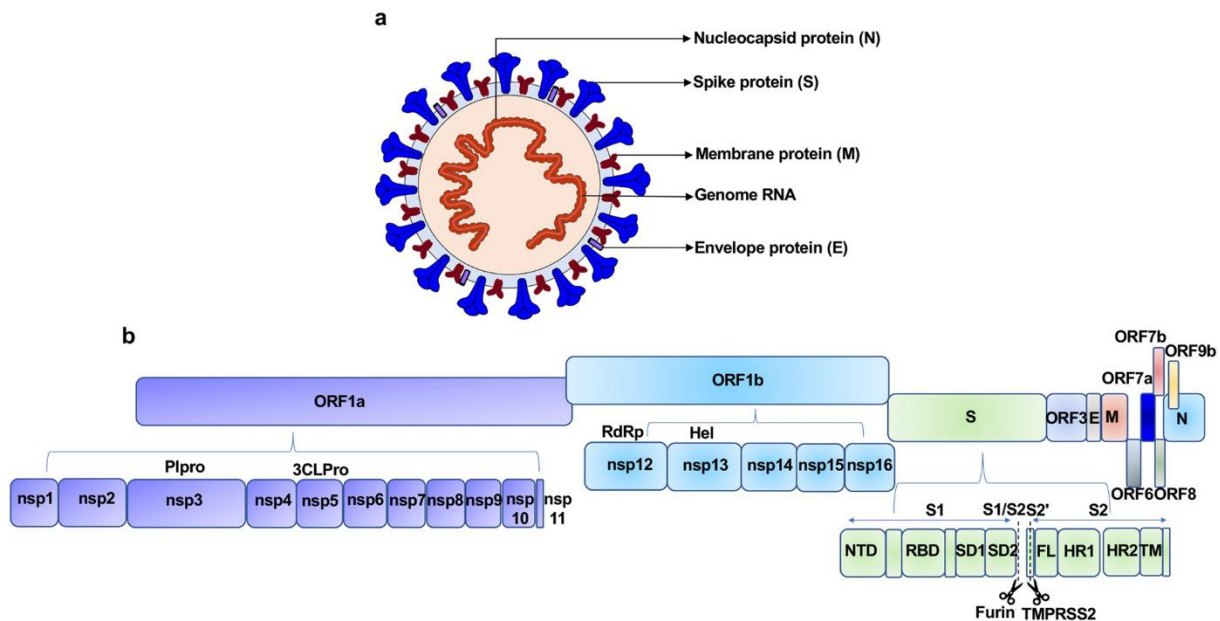 a
Nucleocapsid protein (N)
Spike protein (S)
Membrane protein (M)
Genome RNA
Envelope protein (E)
b
ORF7b
ORF9b
ORF7a
ORF1a
ORF1b
S
ORF3
E
M
N
ORF6
ORF8
RdRp
Hel
nsp12
nsp13
nsp14
nsp15
nsp16
Plpro
3CLPro
nsp1
nsp2
nsp3
nsp4
nsp5
nsp6
nsp7
nsp8
nsp9
nsp
10
nsp
11
S1
S1/S2
S2'
S2
NTD
RBD
SD1
SD2
FL
HR1
HR2
TM
Furin
TMPRSS2